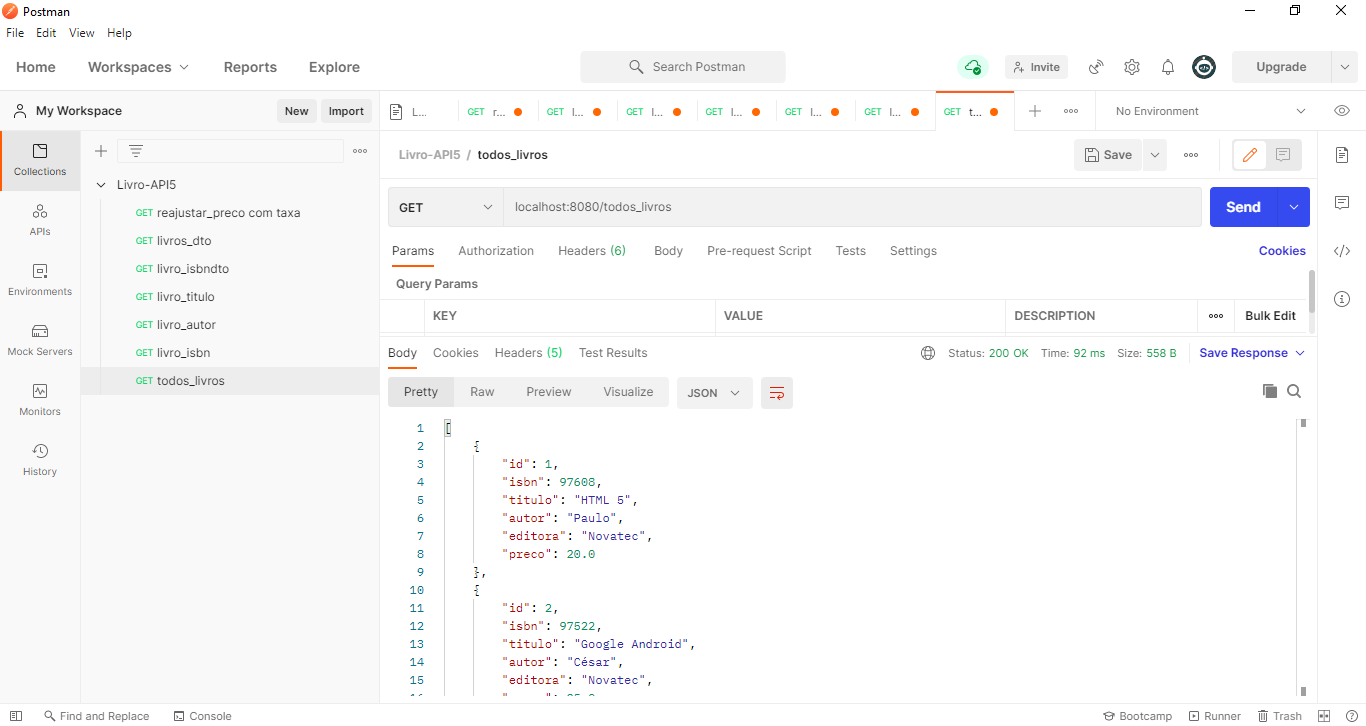 Postman
File Edit View Help
Home Workspaces Reports Explore Search Postman Invite Upgrade
My Workspace New Import
L... GET r... GET l... GET l... GET l... GET l... GET l... GET t... No Environment
Collections
APIs
Environments
Mock Servers
Monitors
History
Livro-API5
GET reajustar_preco com taxa
GET livros_dto
GET livro_isbndto
GET livro_titulo
GET livro_autor
GET livro_isbn
GET todos_livros
Livro-API5 / todos_livros Save
GET localhost:8080/todos_livros Send
Params Authorization Headers (6) Body Pre-request Script Tests Settings Cookies
Query Params
KEY VALUE DESCRIPTION Bulk Edit
Body Cookies Headers (5) Test Results Status: 200 OK Time: 92 ms Size: 558 B Save Response
Pretty Raw Preview Visualize JSON
1 [
2 {
3 "id": 1,
4 "isbn": 97608,
5 "titulo": "HTML 5",
6 "autor": "Paulo",
7 "editora": "Novatec",
8 "preco": 20.0
9 },
10 {
11 "id": 2,
12 "isbn": 97522,
13 "titulo": "Google Android",
14 "autor": "César",
15 "editora": "Novatec",
Find and Replace Console Bootcamp Runner Trash